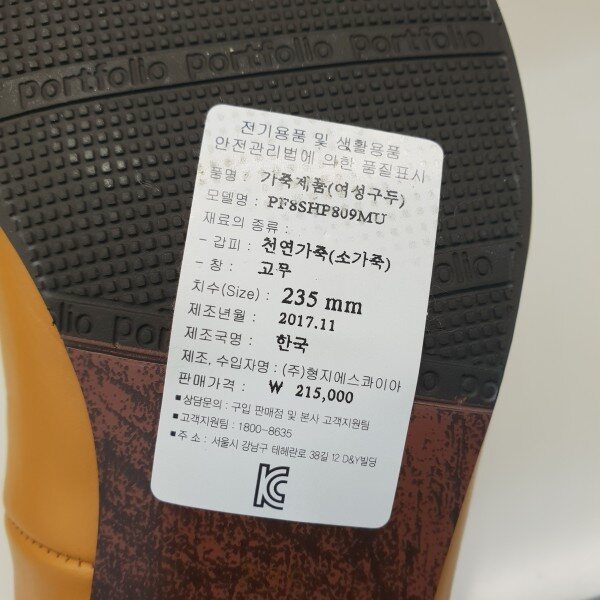 portfolio portfolio
전기용품 및 생활용품
안전관리법에 의한 품질표시
품명 : 가죽제품(여성구두)
모델명 : PF8SHP809MU
재료의 종류 :
- 갑피 : 천연가죽(소가죽)
- 창 : 고무
치수(Size) : 235 mm
제조년월 : 2017.11
제조국명 : 한국
제조, 수입자명 : (주)형지에스콰이아
판매가격 : ₩ 215,000
■상담문의 : 구입 판매점 및 본사 고객지원팀
■고객지원팀 : 1800-8635
■주 소 : 서울시 강남구 테헤란로 38길 12 D&Y빌딩
KC
portfolio